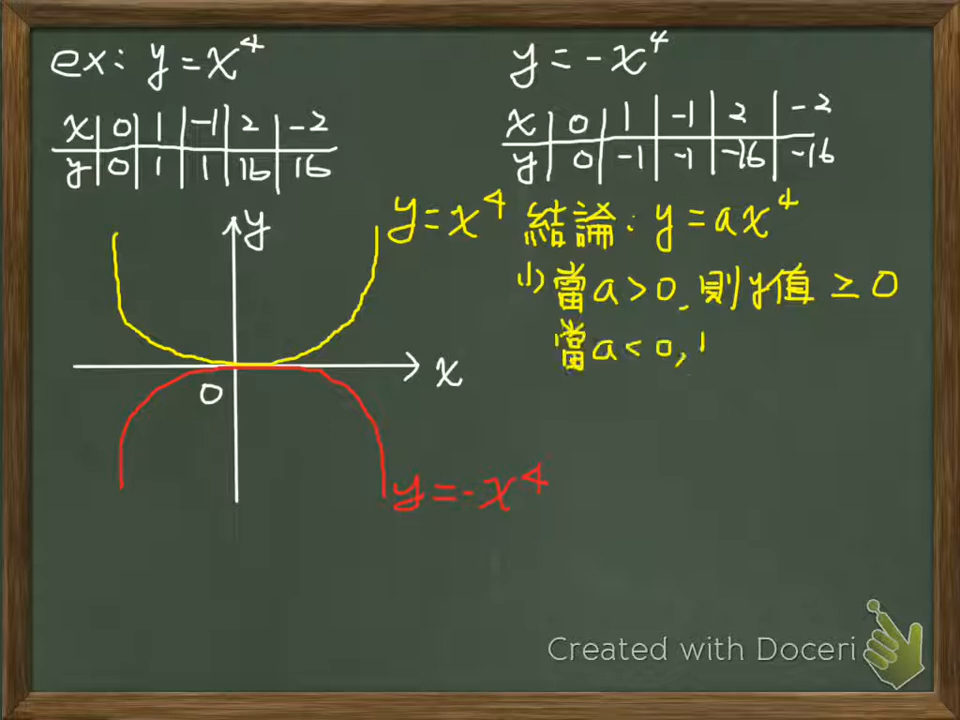 ex: y = x⁴
x 0 1 -1 2 -2
y 0 1 1 16 16
y = -x⁴
x 0 1 -1 2 -2
y 0 -1 -1 -16 -16
y
y = x⁴
x
0
y = -x⁴
結論: y = ax⁴
(1) 當 a > 0, 則 y值 ≥ 0
當 a < 0,
Created with Doceri